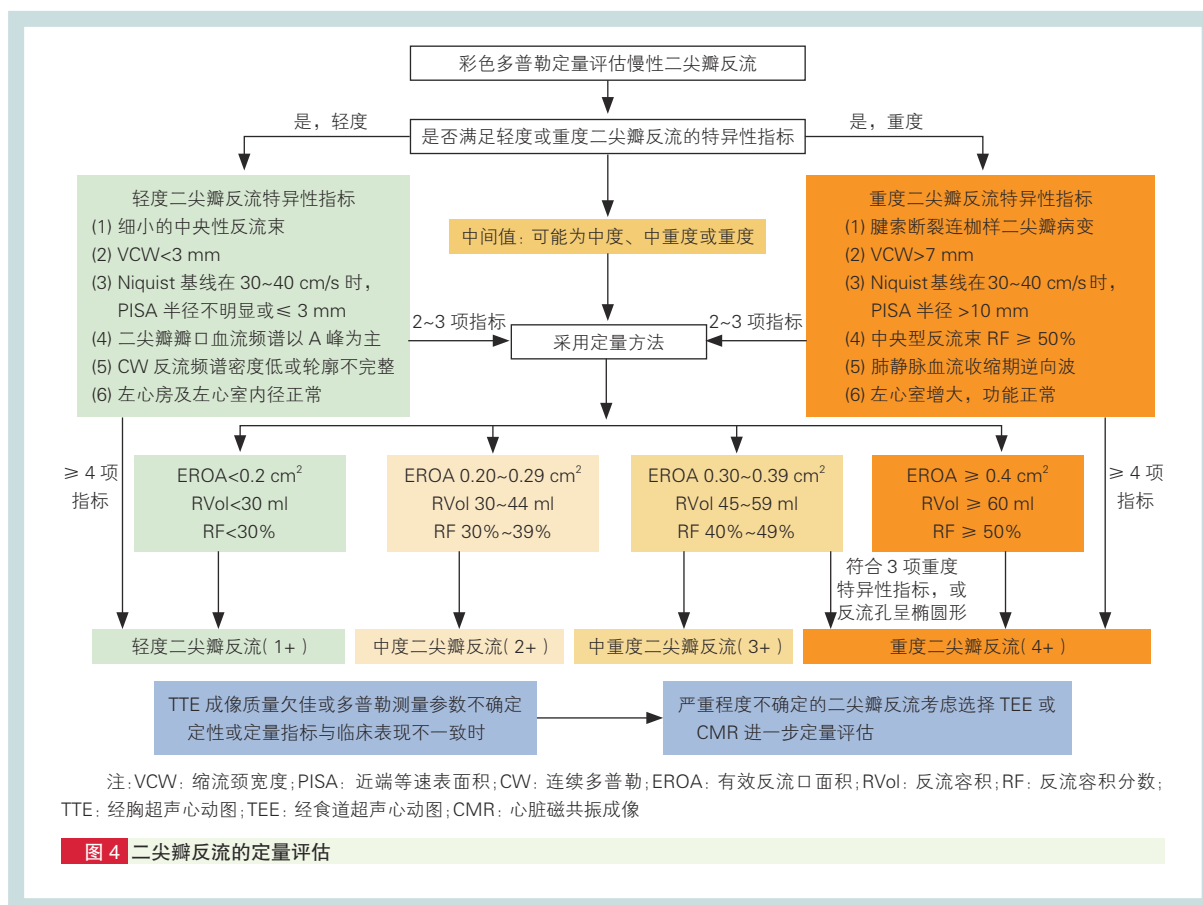 彩色多普勒定量评估慢性二尖瓣反流
是，轻度
是否满足轻度或重度二尖瓣反流的特异性指标
是，重度
轻度二尖瓣反流特异性指标
(1) 细小的中央性反流束
(2) VCW<3 mm
(3) Niquist 基线在 30~40 cm/s 时，
PISA 半径不明显或≤ 3 mm
(4) 二尖瓣瓣口血流频谱以 A 峰为主
(5) CW 反流频谱密度低或轮廓不完整
(6) 左心房及左心室内径正常
中间值：可能为中度、中重度或重度
重度二尖瓣反流特异性指标
(1) 腱索断裂连枷样二尖瓣病变
(2) VCW>7 mm
(3) Niquist 基线在 30~40 cm/s 时，
PISA 半径 >10 mm
(4) 中央型反流束 RF ≥ 50%
(5) 肺静脉血流收缩期逆向波
(6) 左心室增大，功能正常
2~3 项指标
2~3 项指标
采用定量方法
≥ 4 项
指标
EROA<0.2 cm²
RVol<30 ml
RF<30%
EROA 0.20~0.29 cm²
RVol 30~44 ml
RF 30%~39%
EROA 0.30~0.39 cm²
RVol 45~59 ml
RF 40%~49%
EROA ≥ 0.4 cm²
RVol ≥ 60 ml
RF ≥ 50%
≥ 4 项
指标
符合 3 项重度
特异性指标，或
反流孔呈椭圆形
轻度二尖瓣反流( 1+ )
中度二尖瓣反流( 2+ )
中重度二尖瓣反流( 3+ )
重度二尖瓣反流( 4+ )
TTE 成像质量欠佳或多普勒测量参数不确定
定性或定量指标与临床表现不一致时
严重程度不确定的二尖瓣反流考虑选择 TEE 或
CMR 进一步定量评估
注：VCW：缩流颈宽度；PISA：近端等速表面积；CW：连续多普勒；EROA：有效反流口面积；RVol：反流容积；RF：反流容积分数；
TTE：经胸超声心动图；TEE：经食道超声心动图；CMR：心脏磁共振成像
图 4 二尖瓣反流的定量评估